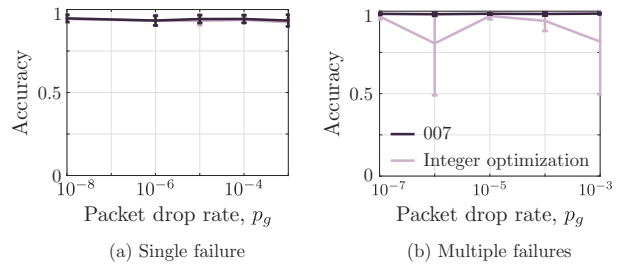 1
0.5
0
Accuracy
10⁻⁸
10⁻⁶
10⁻⁴
Packet drop rate, p_g
(a) Single failure
1
0.5
0
Accuracy
007
Integer optimization
10⁻⁷
10⁻⁵
10⁻³
Packet drop rate, p_g
(b) Multiple failures